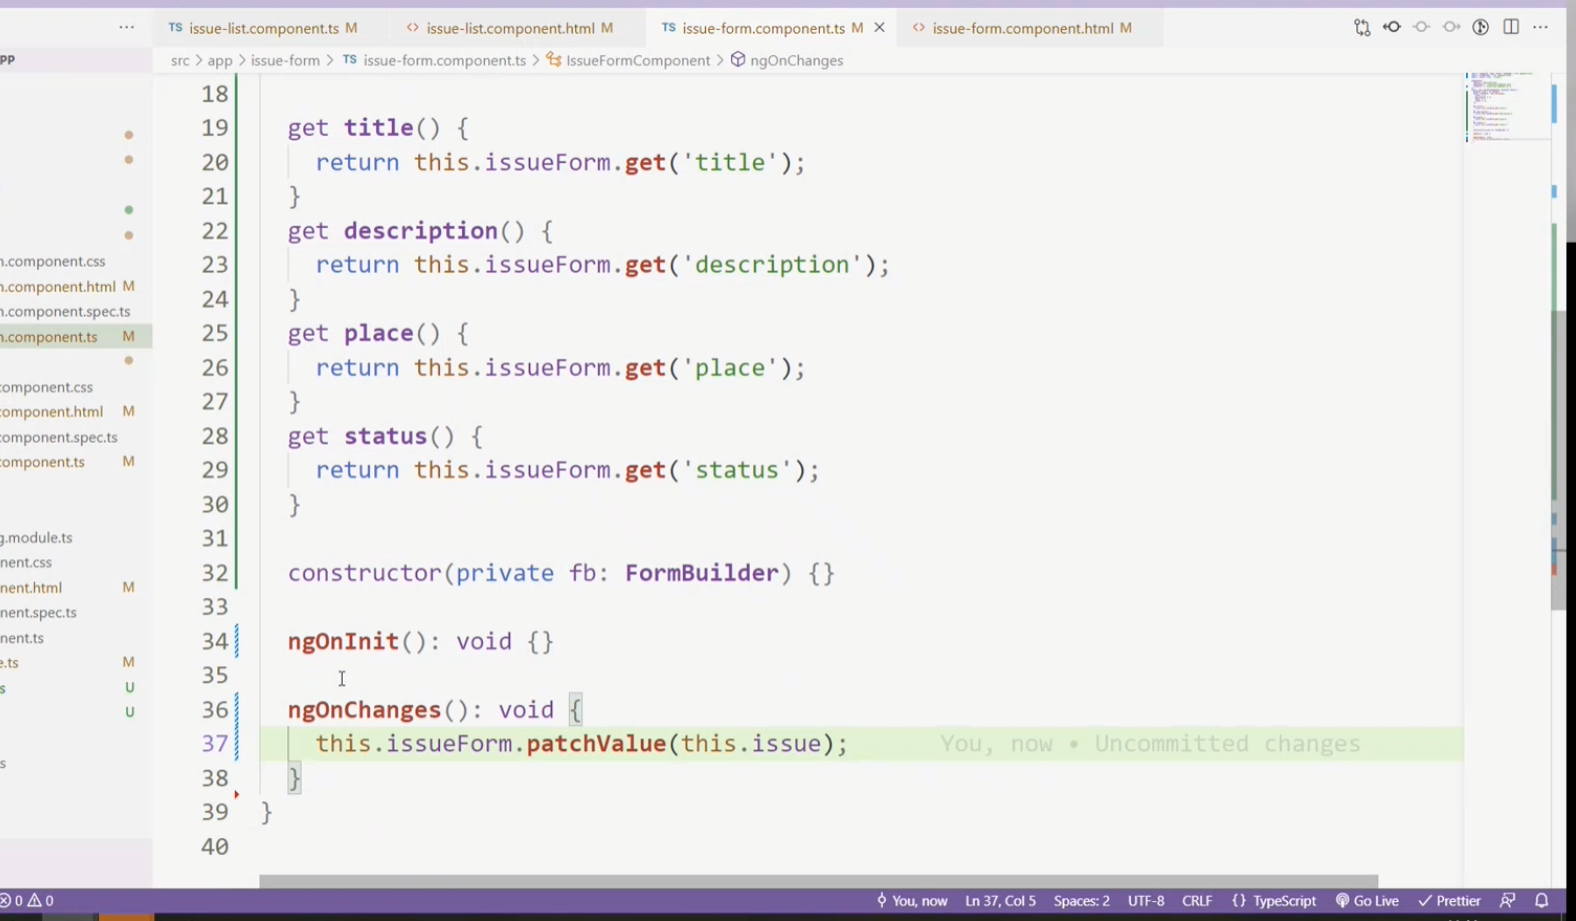 ··· TS issue-list.component.ts M <> issue-list.component.html M TS issue-form.component.ts M × <> issue-form.component.html M ···
PP
src > app > issue-form > TS issue-form.component.ts > IssueFormComponent > ngOnChanges
18
19 get title() {
20 return this.issueForm.get('title');
21 }
22 get description() {
23 return this.issueForm.get('description');
24 }
25 get place() {
26 return this.issueForm.get('place');
27 }
28 get status() {
29 return this.issueForm.get('status');
30 }
31
32 constructor(private fb: FormBuilder) {}
33
34 ngOnInit(): void {}
35
36 ngOnChanges(): void {
37 this.issueForm.patchValue(this.issue); You, now • Uncommitted changes
38 }
39 }
40
n.component.css
n.component.html M
n.component.spec.ts
n.component.ts M
component.css
component.html M
component.spec.ts
component.ts M
g.module.ts
nent.css
nent.html M
nent.spec.ts
nent.ts
e.ts M
s U
U
s
0 0 You, now Ln 37, Col 5 Spaces: 2 UTF-8 CRLF {} TypeScript Go Live Prettier